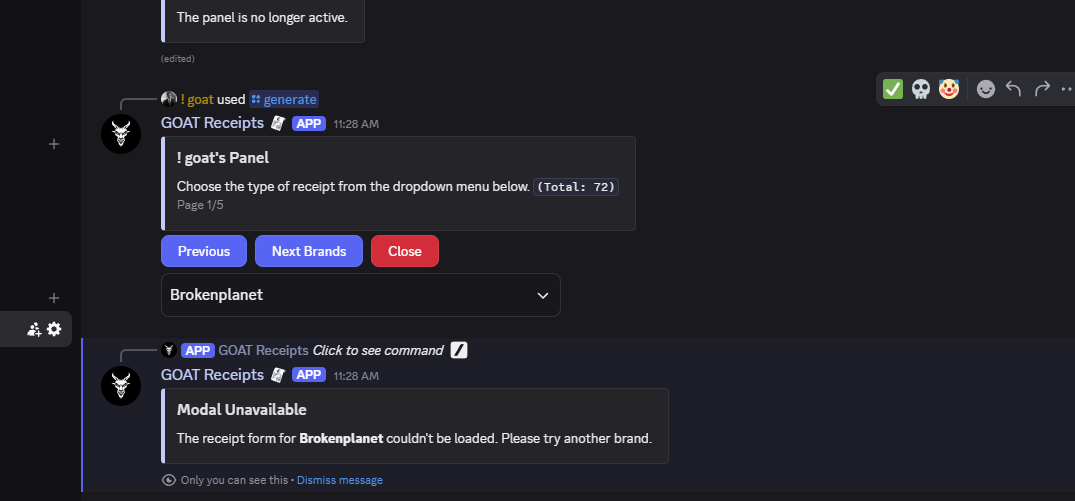 The panel is no longer active.
(edited)
! goat used generate
GOAT Receipts APP 11:28 AM
! goat's Panel
Choose the type of receipt from the dropdown menu below. (Total: 72)
Page 1/5
Previous Next Brands Close
Brokenplanet
APP GOAT Receipts Click to see command
GOAT Receipts APP 11:28 AM
Modal Unavailable
The receipt form for Brokenplanet couldn't be loaded. Please try another brand.
Only you can see this • Dismiss message